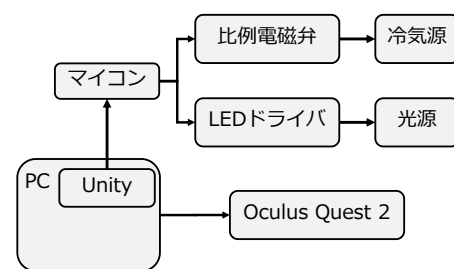 比例電磁弁
冷気源
マイコン
LEDドライバ
光源
PC
Unity
Oculus Quest 2